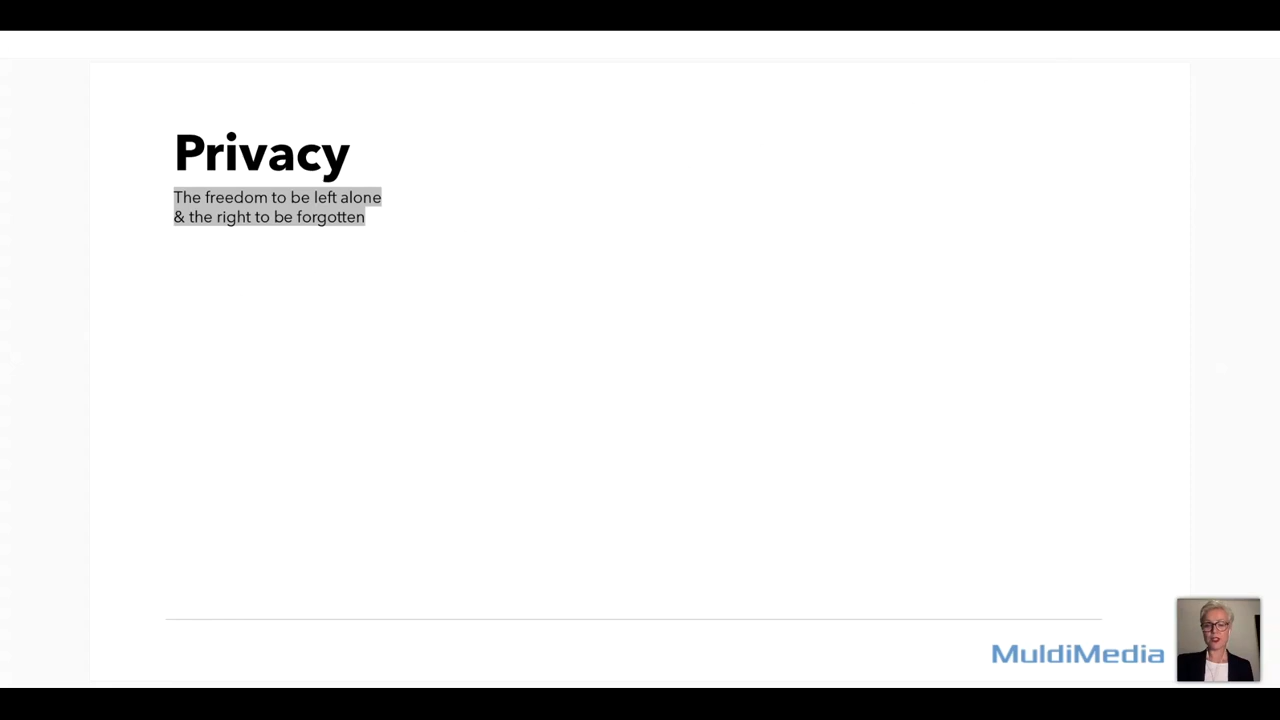 Privacy
The freedom to be left alone
& the right to be forgotten
MuldiMedia